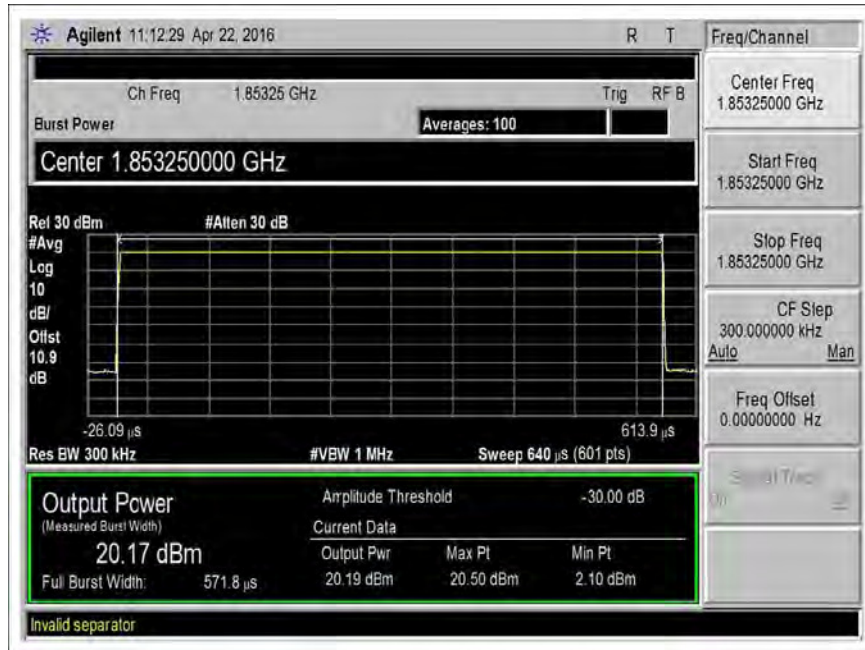 Agilent 11:12:29 Apr 22, 2016 R T
Freq/Channel
Ch Freq 1.85325 GHz Trig RF B
Burst Power Averages: 100
Center 1.853250000 GHz
Ref 30 dBm #Atten 30 dB
#Avg
Log
10
dB/
Offst
10.9
dB
-26.09 µs 613.9 µs
Res BW 300 kHz #VBW 1 MHz Sweep 640 µs (601 pts)
Output Power
(Measured Burst Width)
20.17 dBm
Full Burst Width: 571.8 µs
Amplitude Threshold -30.00 dB
Current Data
Output Pwr Max Pt Min Pt
20.19 dBm 20.50 dBm 2.10 dBm
Invalid separator
Center Freq
1.85325000 GHz
Start Freq
1.85325000 GHz
Stop Freq
1.85325000 GHz
CF Step
300.000000 kHz
Auto Man
Freq Offset
0.00000000 Hz